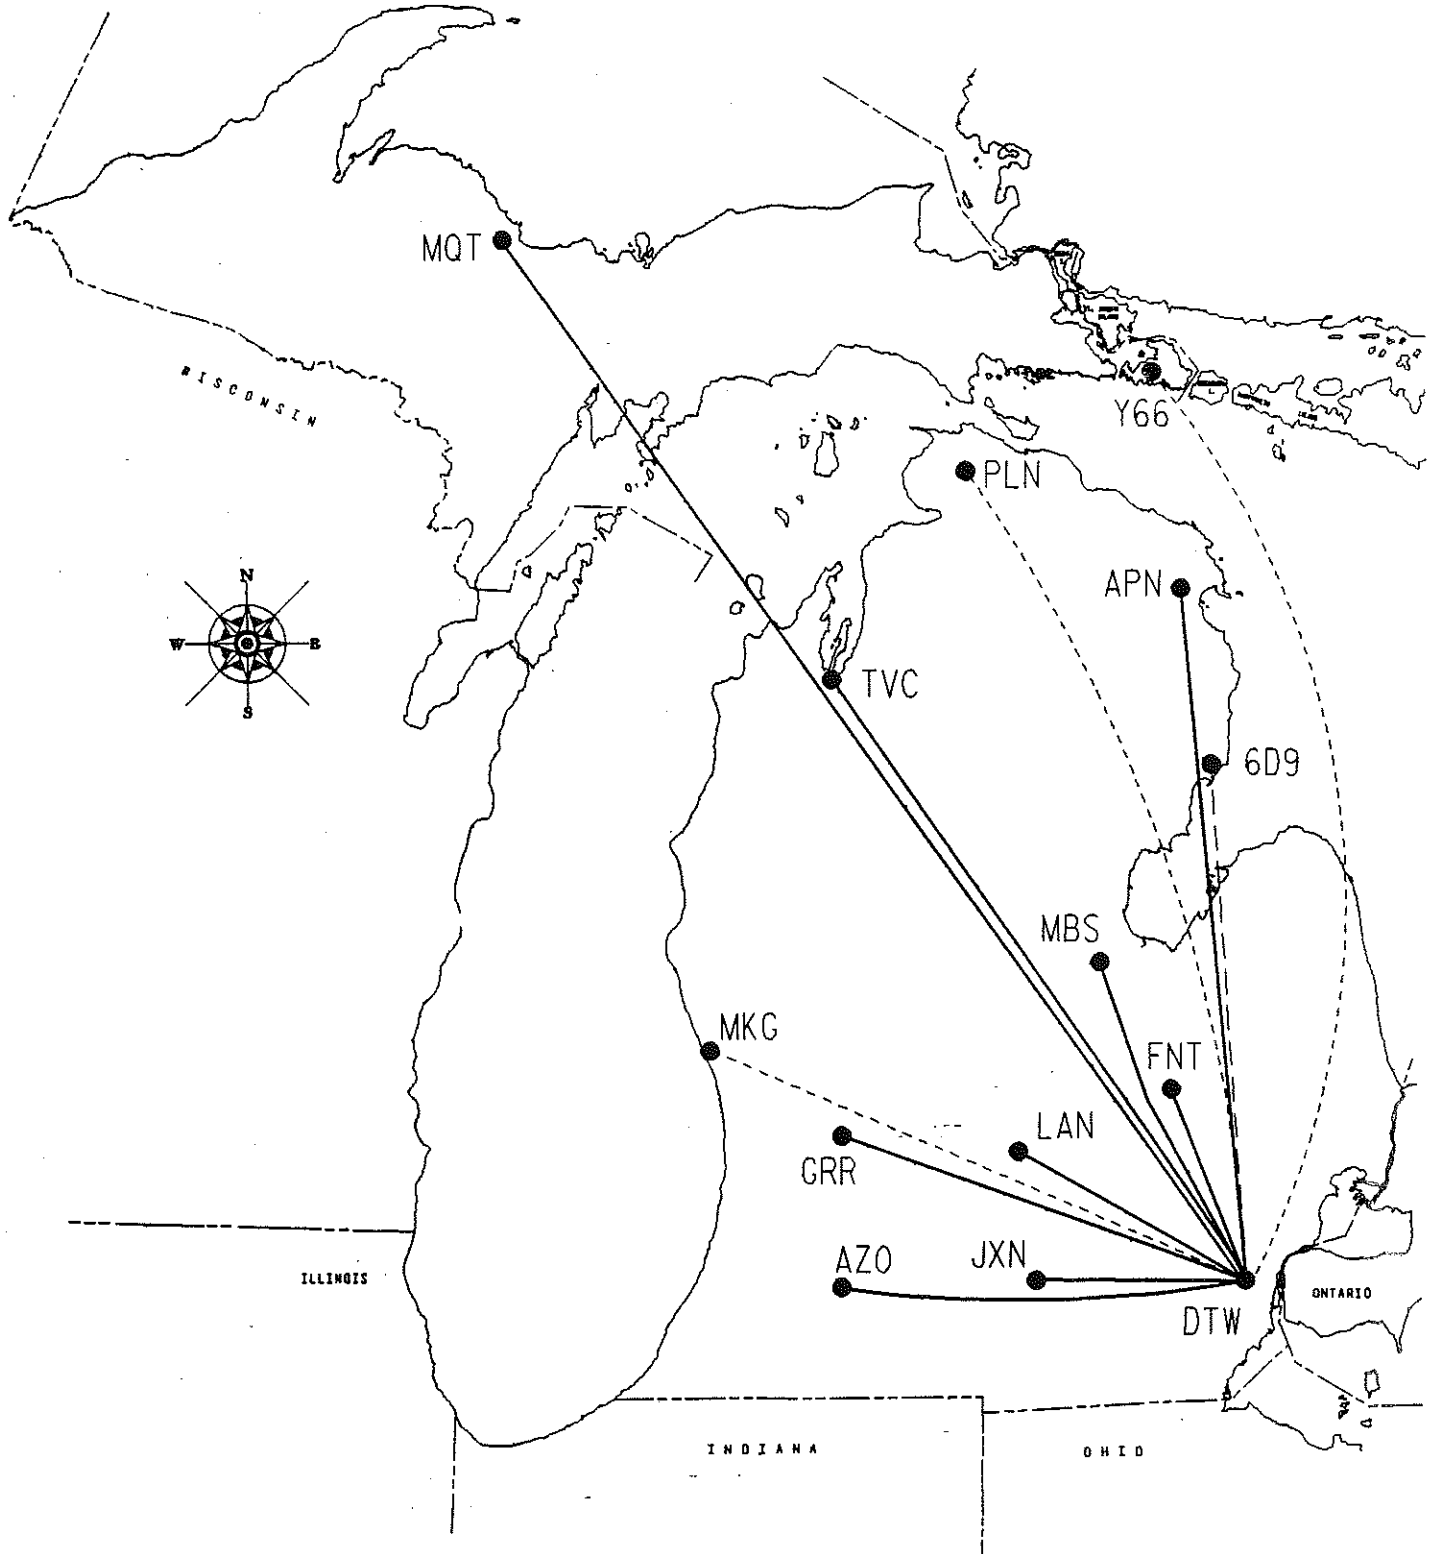 MQT
WISCONSIN
Y66
PLN
APN
N
W
E
S
TVC
6D9
MBS
MKG
FNT
LAN
GRR
AZO
JXN
ILLINOIS
ONTARIO
DTW
INDIANA
OHIO